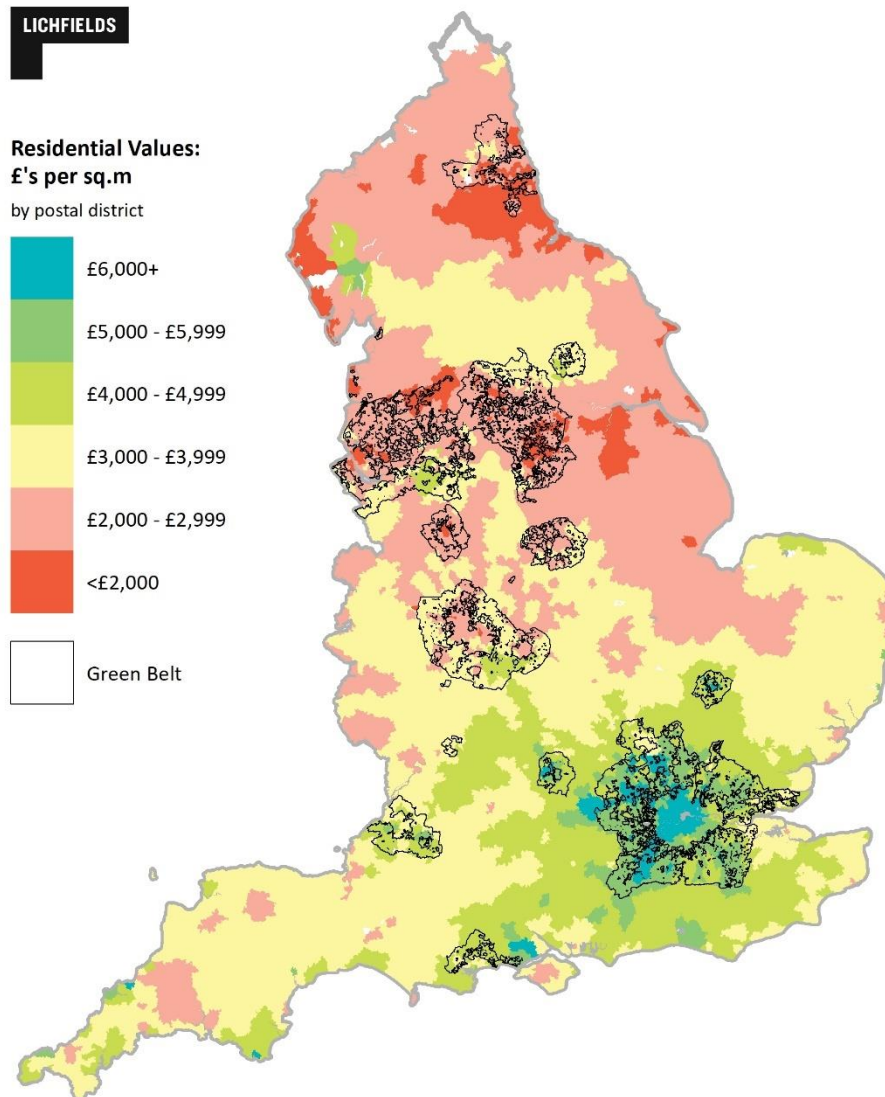 LICHFIELDS
Residential Values:
£'s per sq.m
by postal district
£6,000+
£5,000 - £5,999
£4,000 - £4,999
£3,000 - £3,999
£2,000 - £2,999
<£2,000
Green Belt